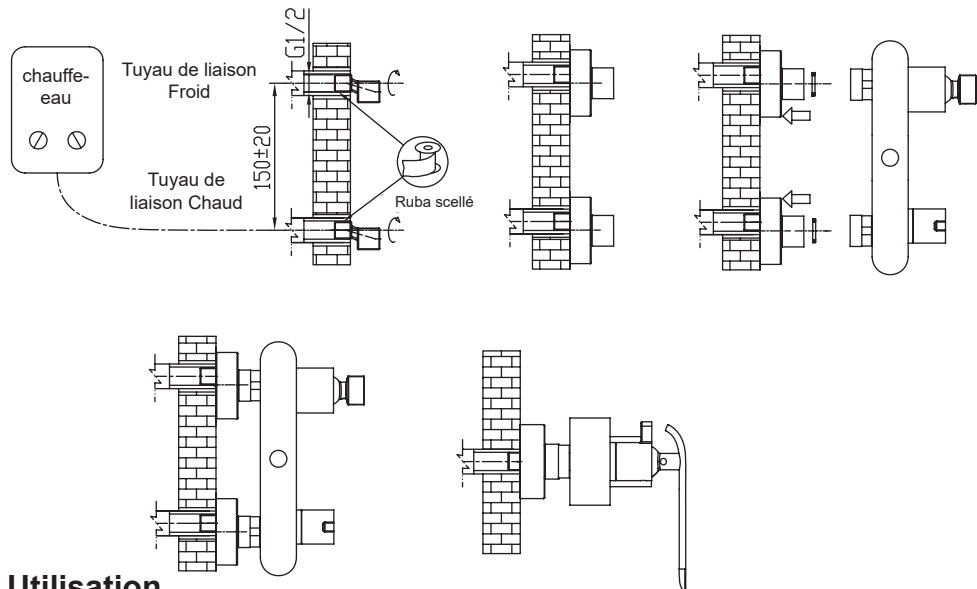 chauffe-
eau
Tuyau de liaison
Froid
G1/2
150±20
Tuyau de
liaison Chaud
Ruba scellé
Utilisation